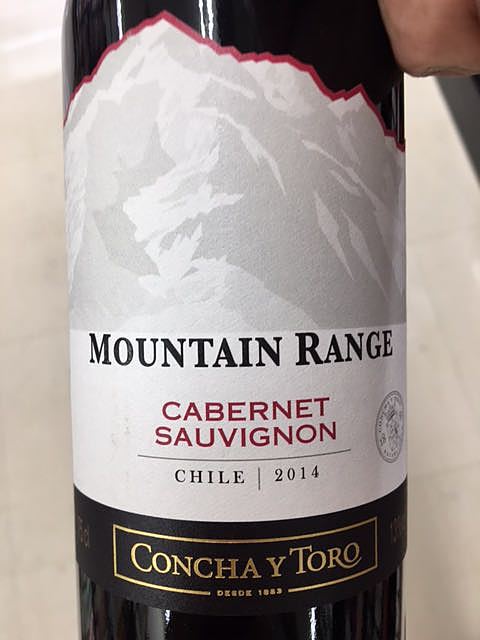 MOUNTAIN RANGE
CABERNET
SAUVIGNON
CHILE | 2014
CONCHA Y TORO
DESDE 1883